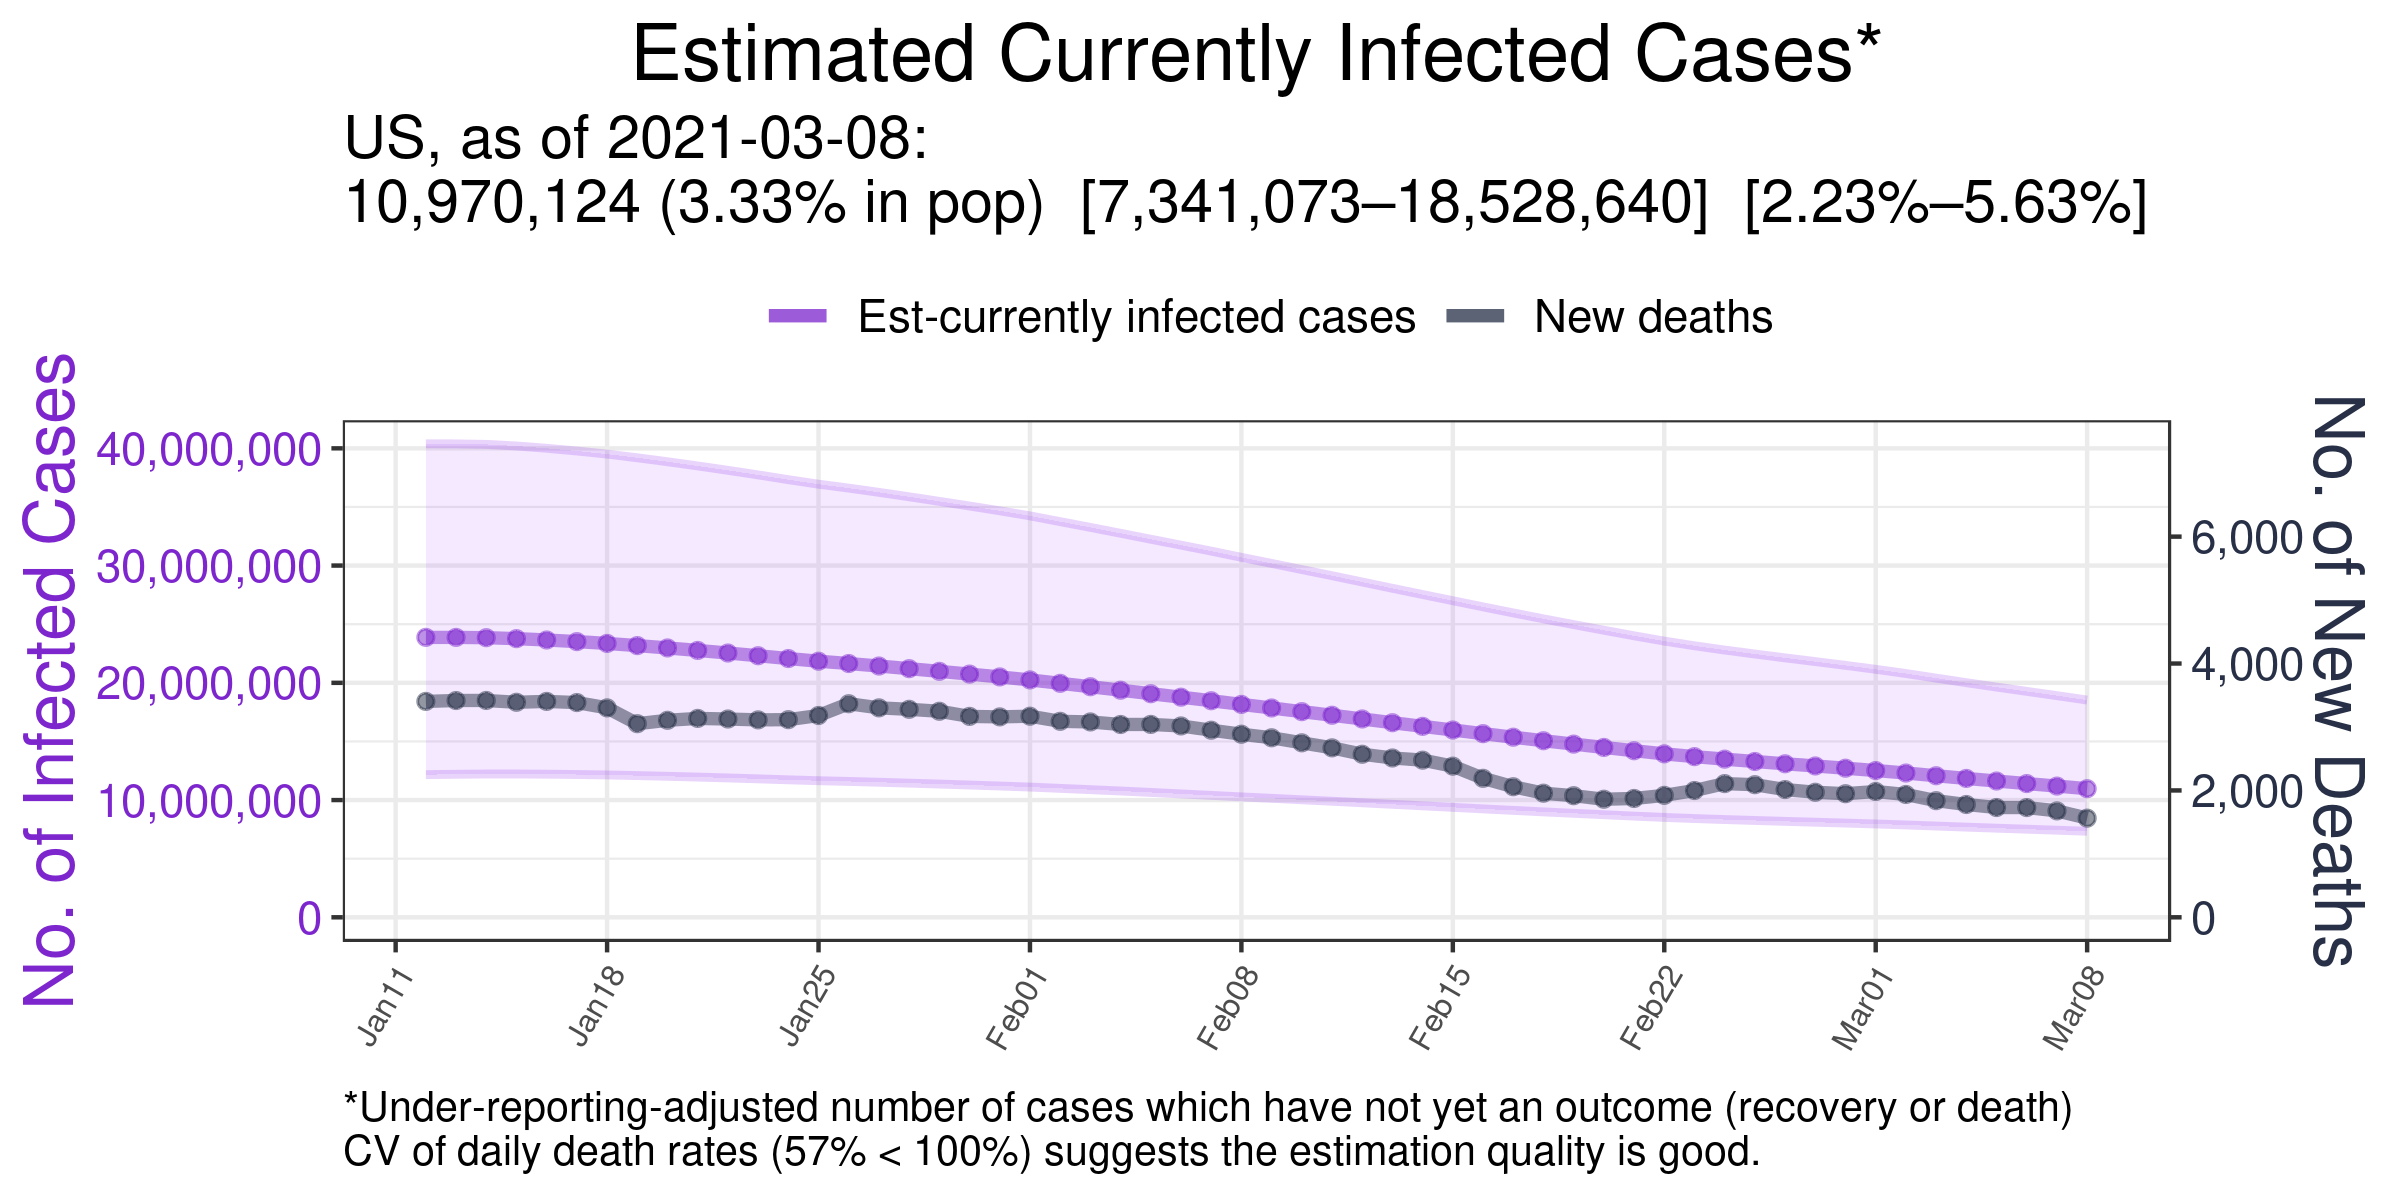 Estimated Currently Infected Cases*
US, as of 2021-03-08:
10,970,124 (3.33% in pop)  [7,341,073–18,528,640]  [2.23%–5.63%]
Est-currently infected cases
New deaths
No. of Infected Cases
40,000,000
30,000,000
20,000,000
10,000,000
0
No. of New Deaths
6,000
4,000
2,000
0
Jan11
Jan18
Jan25
Feb01
Feb08
Feb15
Feb22
Mar01
Mar08
*Under-reporting-adjusted number of cases which have not yet an outcome (recovery or death)
CV of daily death rates (57% < 100%) suggests the estimation quality is good.